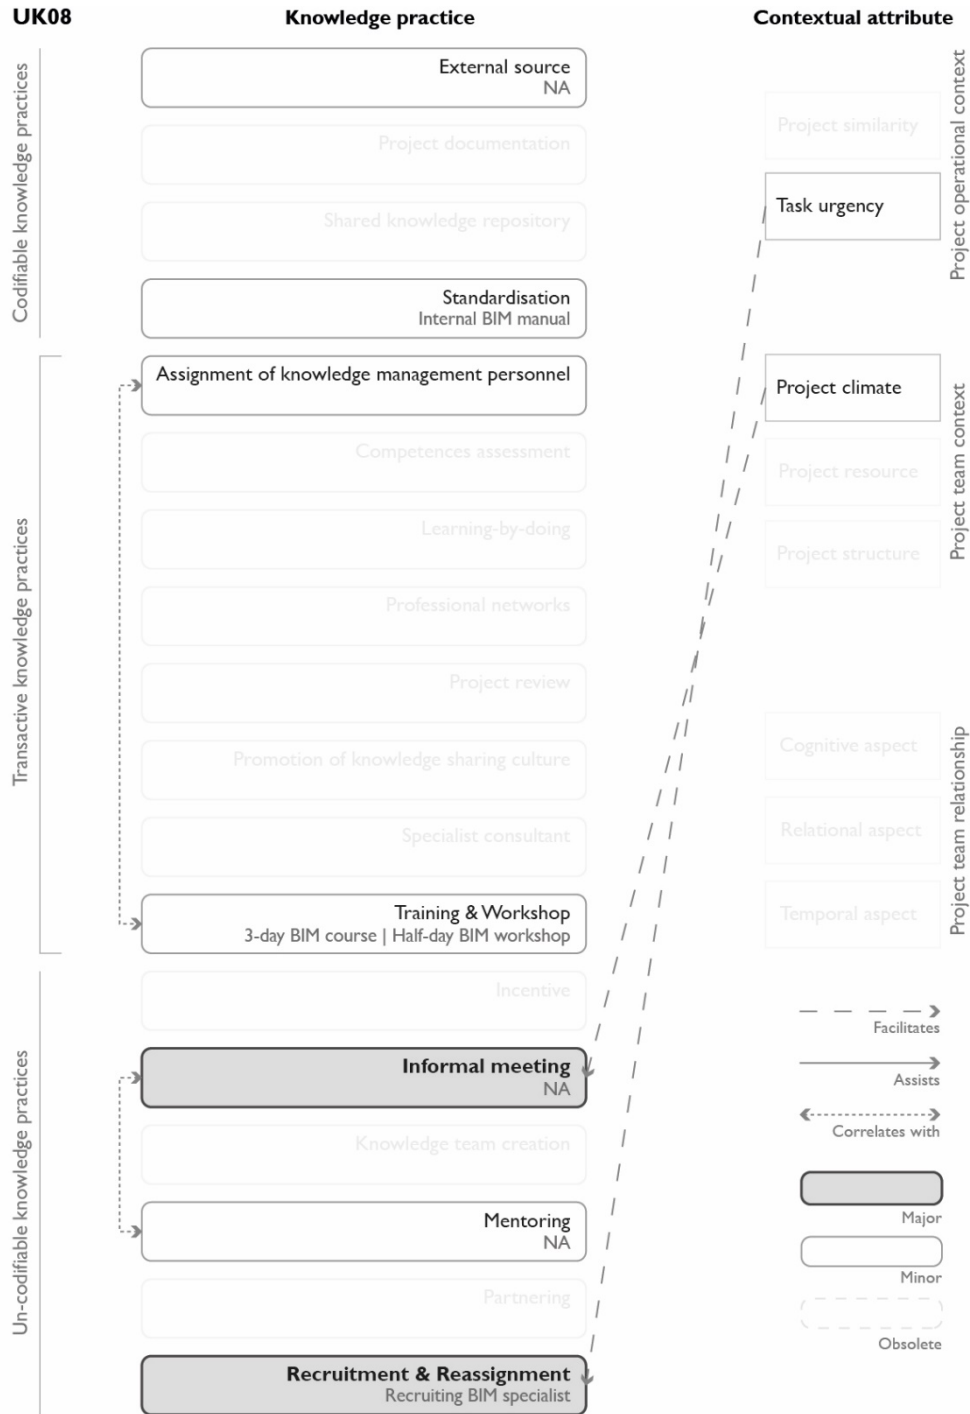 UK08
Knowledge practice
Contextual attribute
Codifiable knowledge practices
External source
NA
Project documentation
Shared knowledge repository
Standardisation
Internal BIM manual
Transactive knowledge practices
Assignment of knowledge management personnel
Competences assessment
Learning-by-doing
Professional networks
Project review
Promotion of knowledge sharing culture
Specialist consultant
Training & Workshop
3-day BIM course | Half-day BIM workshop
Un-codifiable knowledge practices
Incentive
Informal meeting
NA
Knowledge team creation
Mentoring
NA
Partnering
Recruitment & Reassignment
Recruiting BIM specialist
Project operational context
Project similarity
Task urgency
Project team context
Project climate
Project resource
Project structure
Project team relationship
Cognitive aspect
Relational aspect
Temporal aspect
Facilitates
Assists
Correlates with
Major
Minor
Obsolete